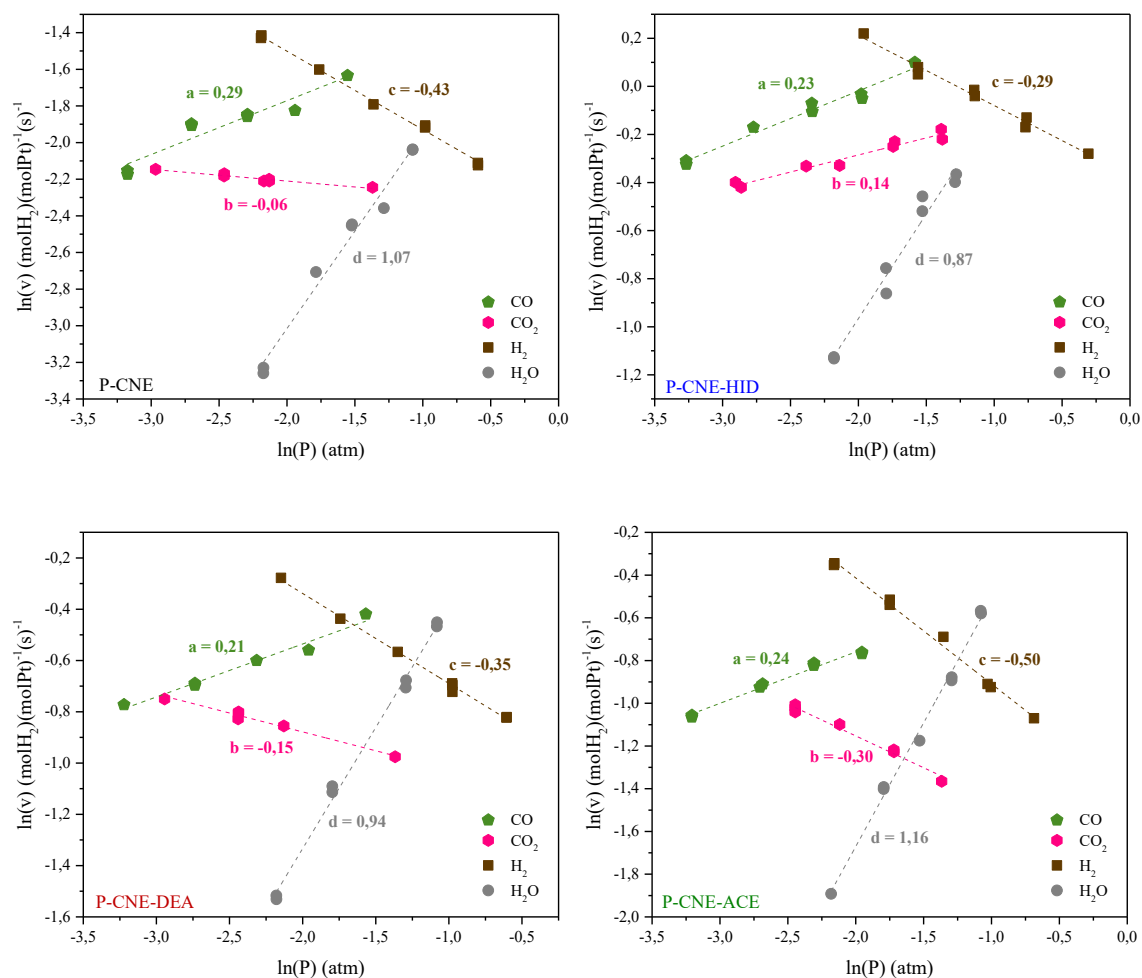 -1,4
-1,6
-1,8
-2,0
-2,2
-2,4
-2,6
-2,8
-3,0
-3,2
-3,4
ln(v) (molH₂)(molPt)⁻¹(s)⁻¹
a = 0,29
c = -0,43
b = -0,06
d = 1,07
CO
CO₂
H₂
H₂O
P-CNE
-3,5 -3,0 -2,5 -2,0 -1,5 -1,0 -0,5 0,0
ln(P) (atm)
0,2
0,0
-0,2
-0,4
-0,6
-0,8
-1,0
-1,2
ln(v) (molH₂)(molPt)⁻¹(s)⁻¹
a = 0,23
c = -0,29
b = 0,14
d = 0,87
CO
CO₂
H₂
H₂O
P-CNE-HID
-3,5 -3,0 -2,5 -2,0 -1,5 -1,0 -0,5 0,0
ln(P) (atm)
-0,2
-0,4
-0,6
-0,8
-1,0
-1,2
-1,4
-1,6
ln(v) (molH₂)(molPt)⁻¹(s)⁻¹
a = 0,21
c = -0,35
b = -0,15
d = 0,94
CO
CO₂
H₂
H₂O
P-CNE-DEA
-3,5 -3,0 -2,5 -2,0 -1,5 -1,0 -0,5
ln(P) (atm)
-0,2
-0,4
-0,6
-0,8
-1,0
-1,2
-1,4
-1,6
-1,8
-2,0
ln(v) (molH₂)(molPt)⁻¹(s)⁻¹
a = 0,24
c = -0,50
b = -0,30
d = 1,16
CO
CO₂
H₂
H₂O
P-CNE-ACE
-3,5 -3,0 -2,5 -2,0 -1,5 -1,0 -0,5 0,0
ln(P) (atm)